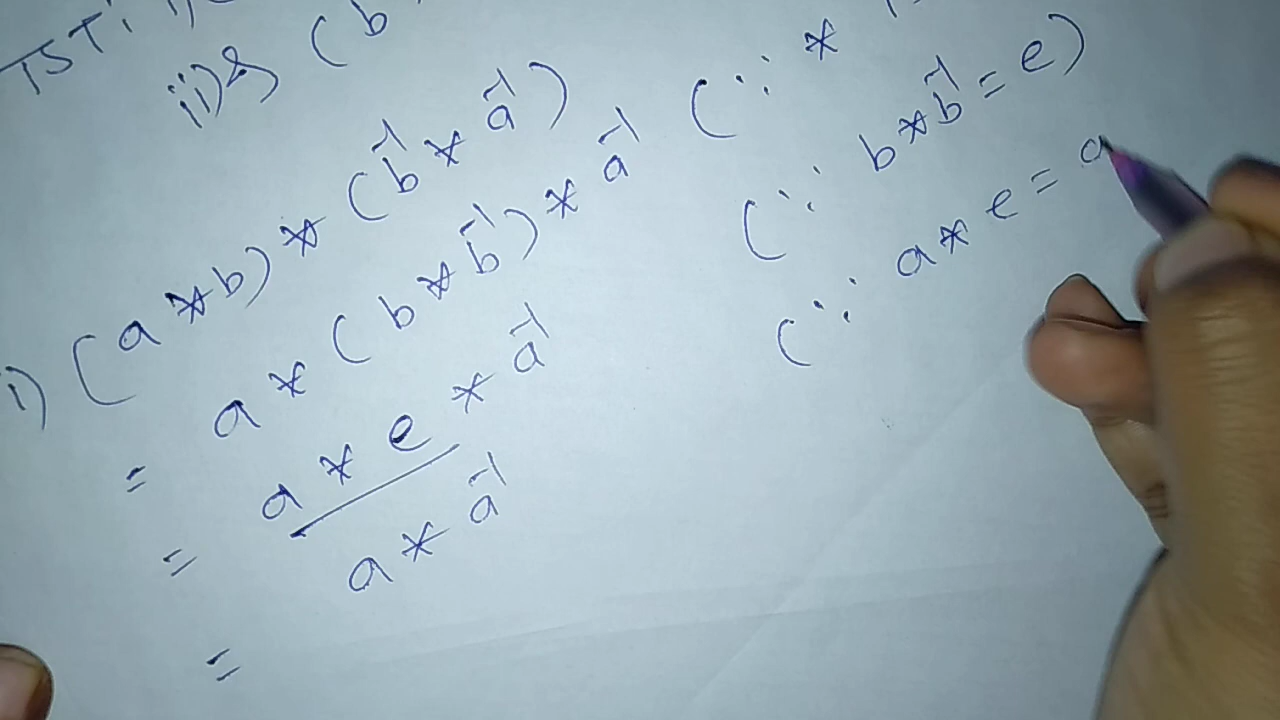 TST: i)
ii) & (b
i) (a * b) * (b⁻¹ * a⁻¹)
= a * (b * b⁻¹) * a⁻¹ (∵ *
= a * e * a⁻¹ (∵ b * b⁻¹ = e)
= a * a⁻¹ (∵ a * e = a
=